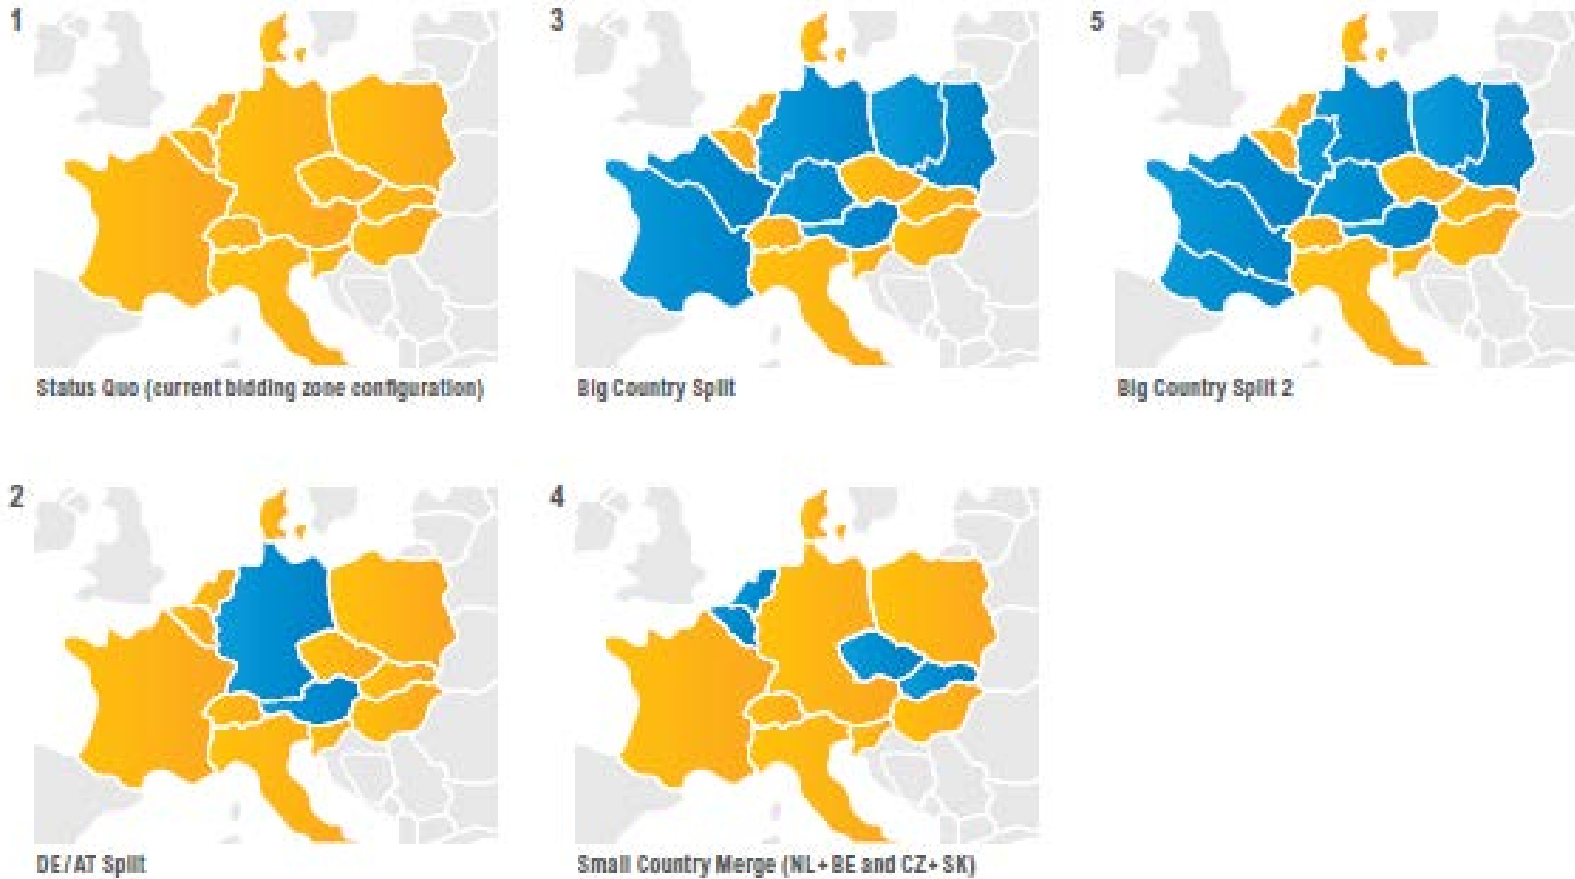 1
3
5
Status Quo (current bidding zone configuration)
Big Country Split
Big Country Split 2
2
4
DE/AT Split
Small Country Merge (NL+BE and CZ+SK)